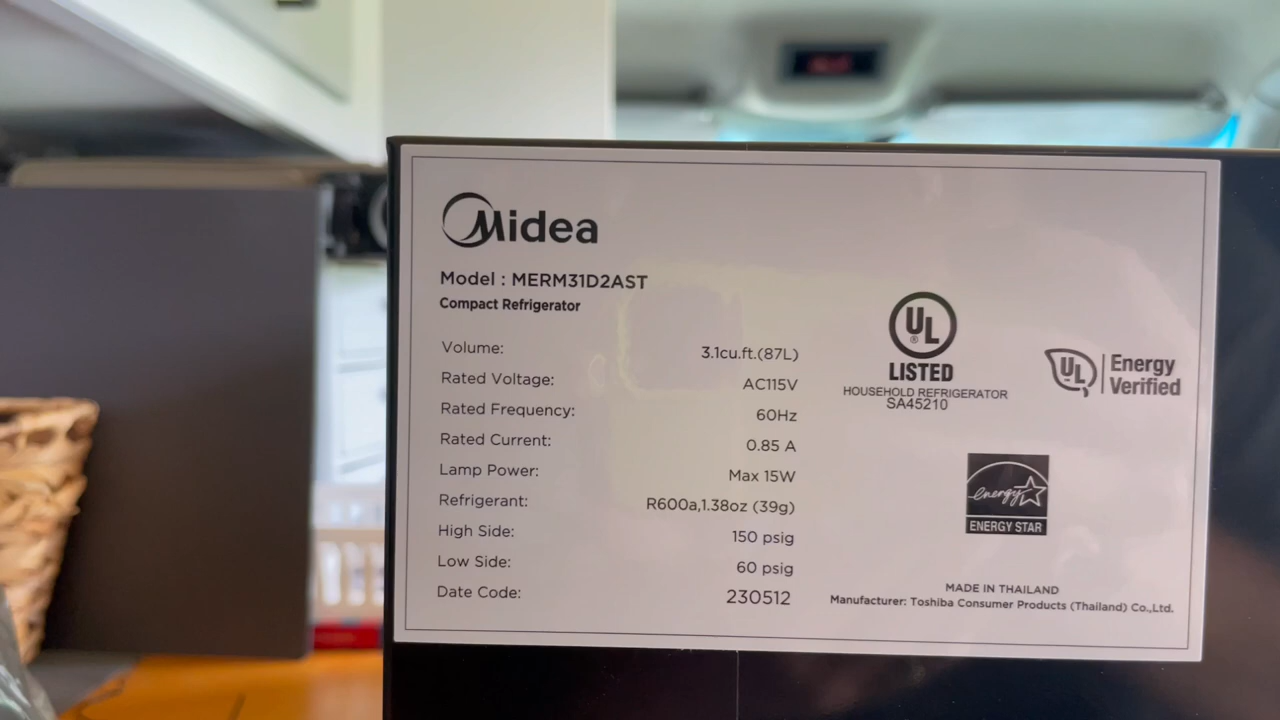 Midea
Model : MERM31D2AST
Compact Refrigerator
Volume: 3.1cu.ft.(87L)
Rated Voltage: AC115V
Rated Frequency: 60Hz
Rated Current: 0.85 A
Lamp Power: Max 15W
Refrigerant: R600a,1.38oz (39g)
High Side: 150 psig
Low Side: 60 psig
Date Code: 230512
UL
®
LISTED
HOUSEHOLD REFRIGERATOR
SA45210
UL Energy
Verified
energy
ENERGY STAR
MADE IN THAILAND
Manufacturer: Toshiba Consumer Products (Thailand) Co.,Ltd.